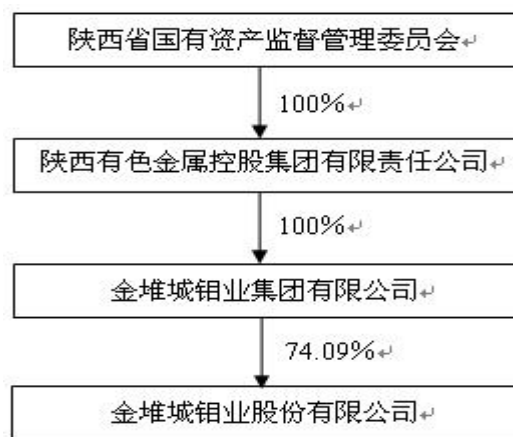 陕西省国有资产监督管理委员会↵
100%↵
陕西有色金属控股集团有限责任公司↵
100%↵
金堆城钼业集团有限公司↵
74.09%↵
金堆城钼业股份有限公司↵